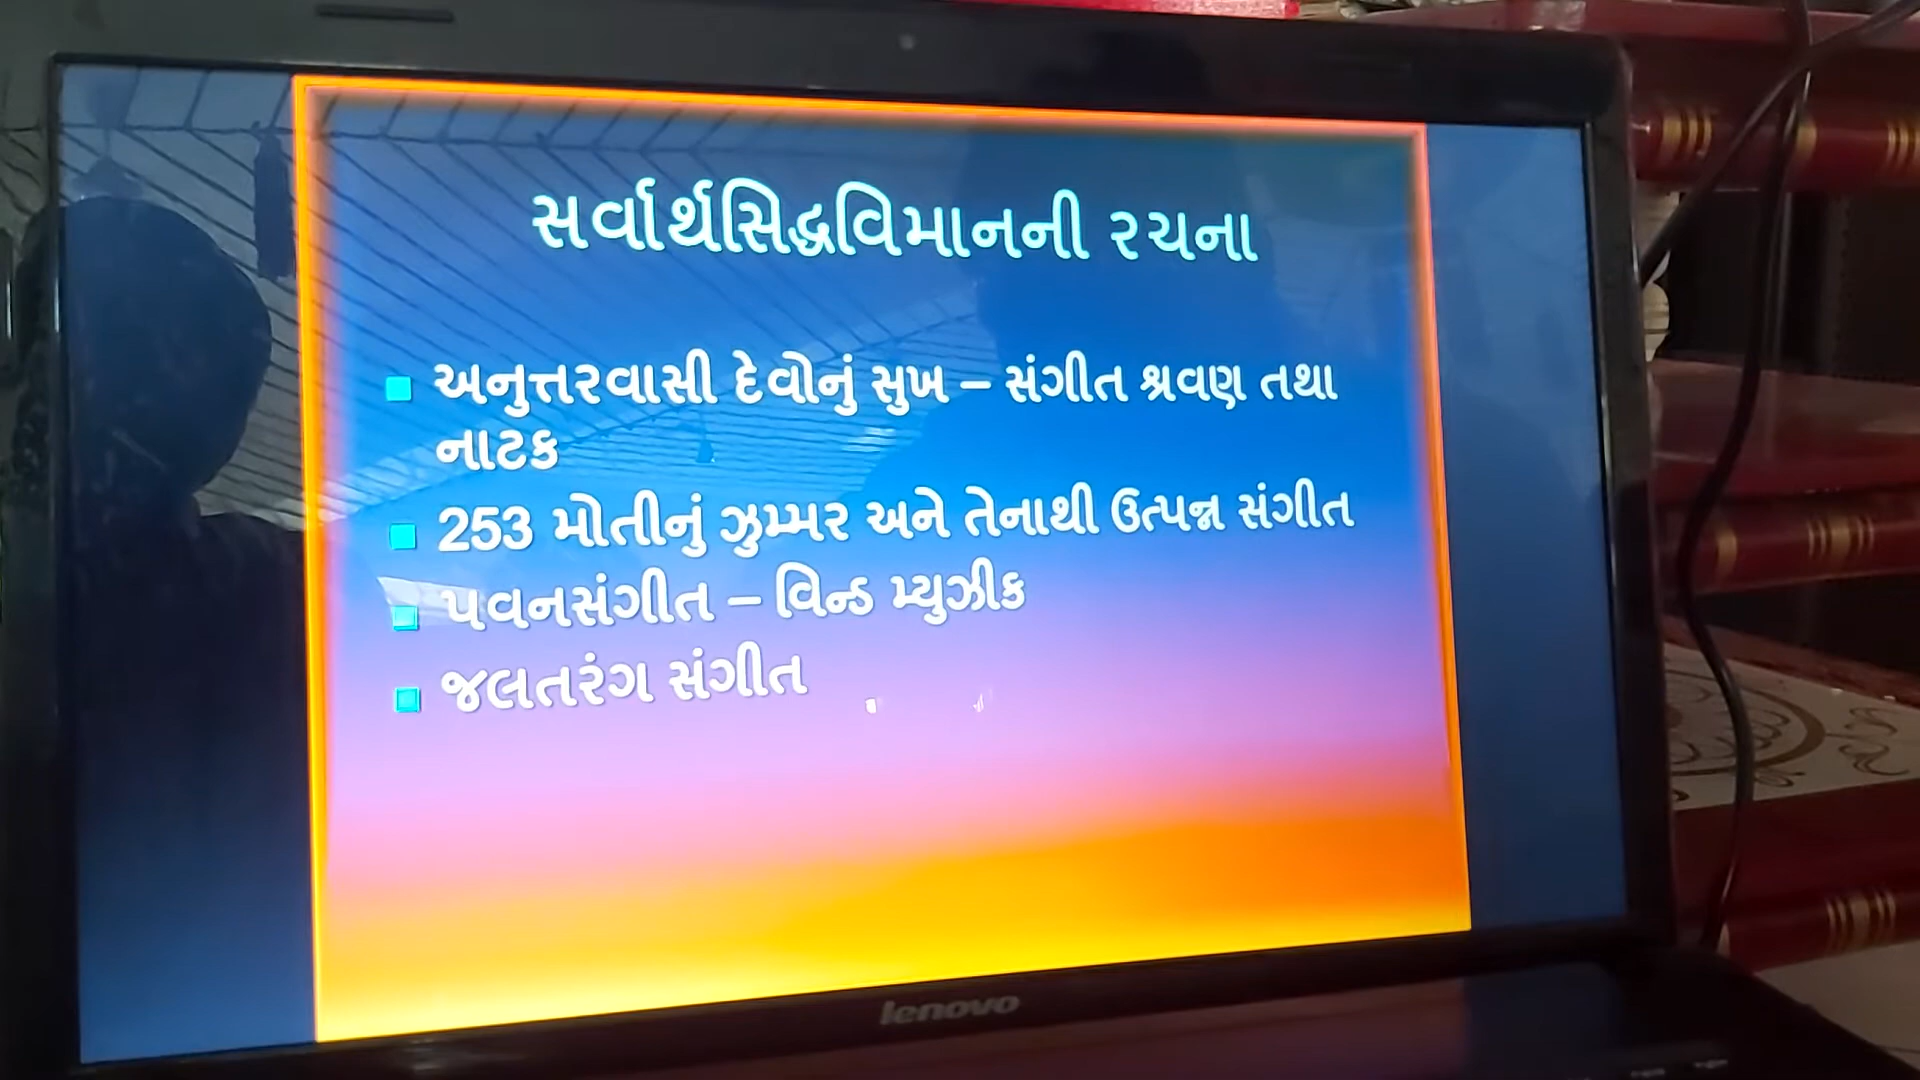 સર્વાર્થસિદ્ધવિમાનની રચના
અનુત્તરવાસી દેવોનું સુખ – સંગીત શ્રવણ તથા
નાટક
253 મોતીનું ઝુમ્મર અને તેનાથી ઉત્પન્ન સંગીત
પવનસંગીત – વિન્ડ મ્યુઝીક
જલતરંગ સંગીત
lenovo